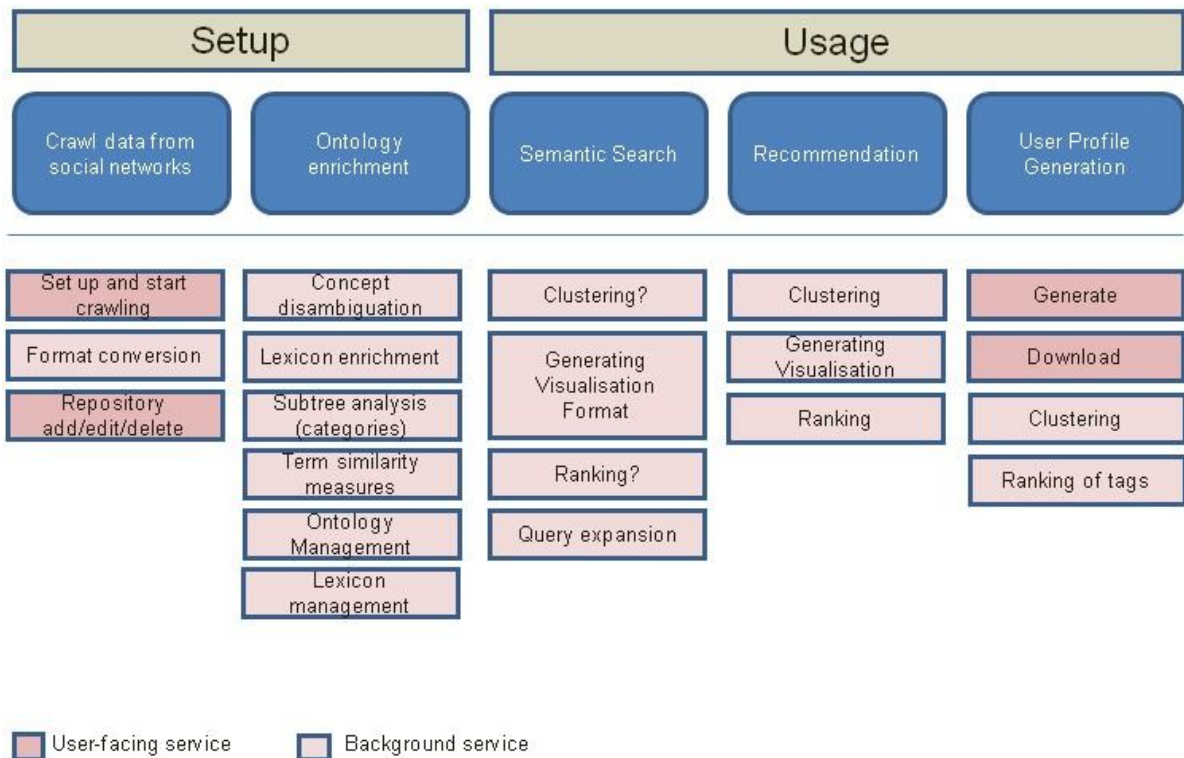 Setup
Usage
Crawl data from
social networks
Ontology
enrichment
Semantic Search
Recommendation
User Profile
Generation
Set up and start
crawling
Format conversion
Repository
add/edit/delete
Concept
disambiguation
Lexicon enrichment
Subtree analysis
(categories)
Term similarity
measures
Ontology
Management
Lexicon
management
Clustering?
Generating
Visualisation
Format
Ranking?
Query expansion
Clustering
Generating
Visualisation
Ranking
Generate
Download
Clustering
Ranking of tags
User-facing service
Background service